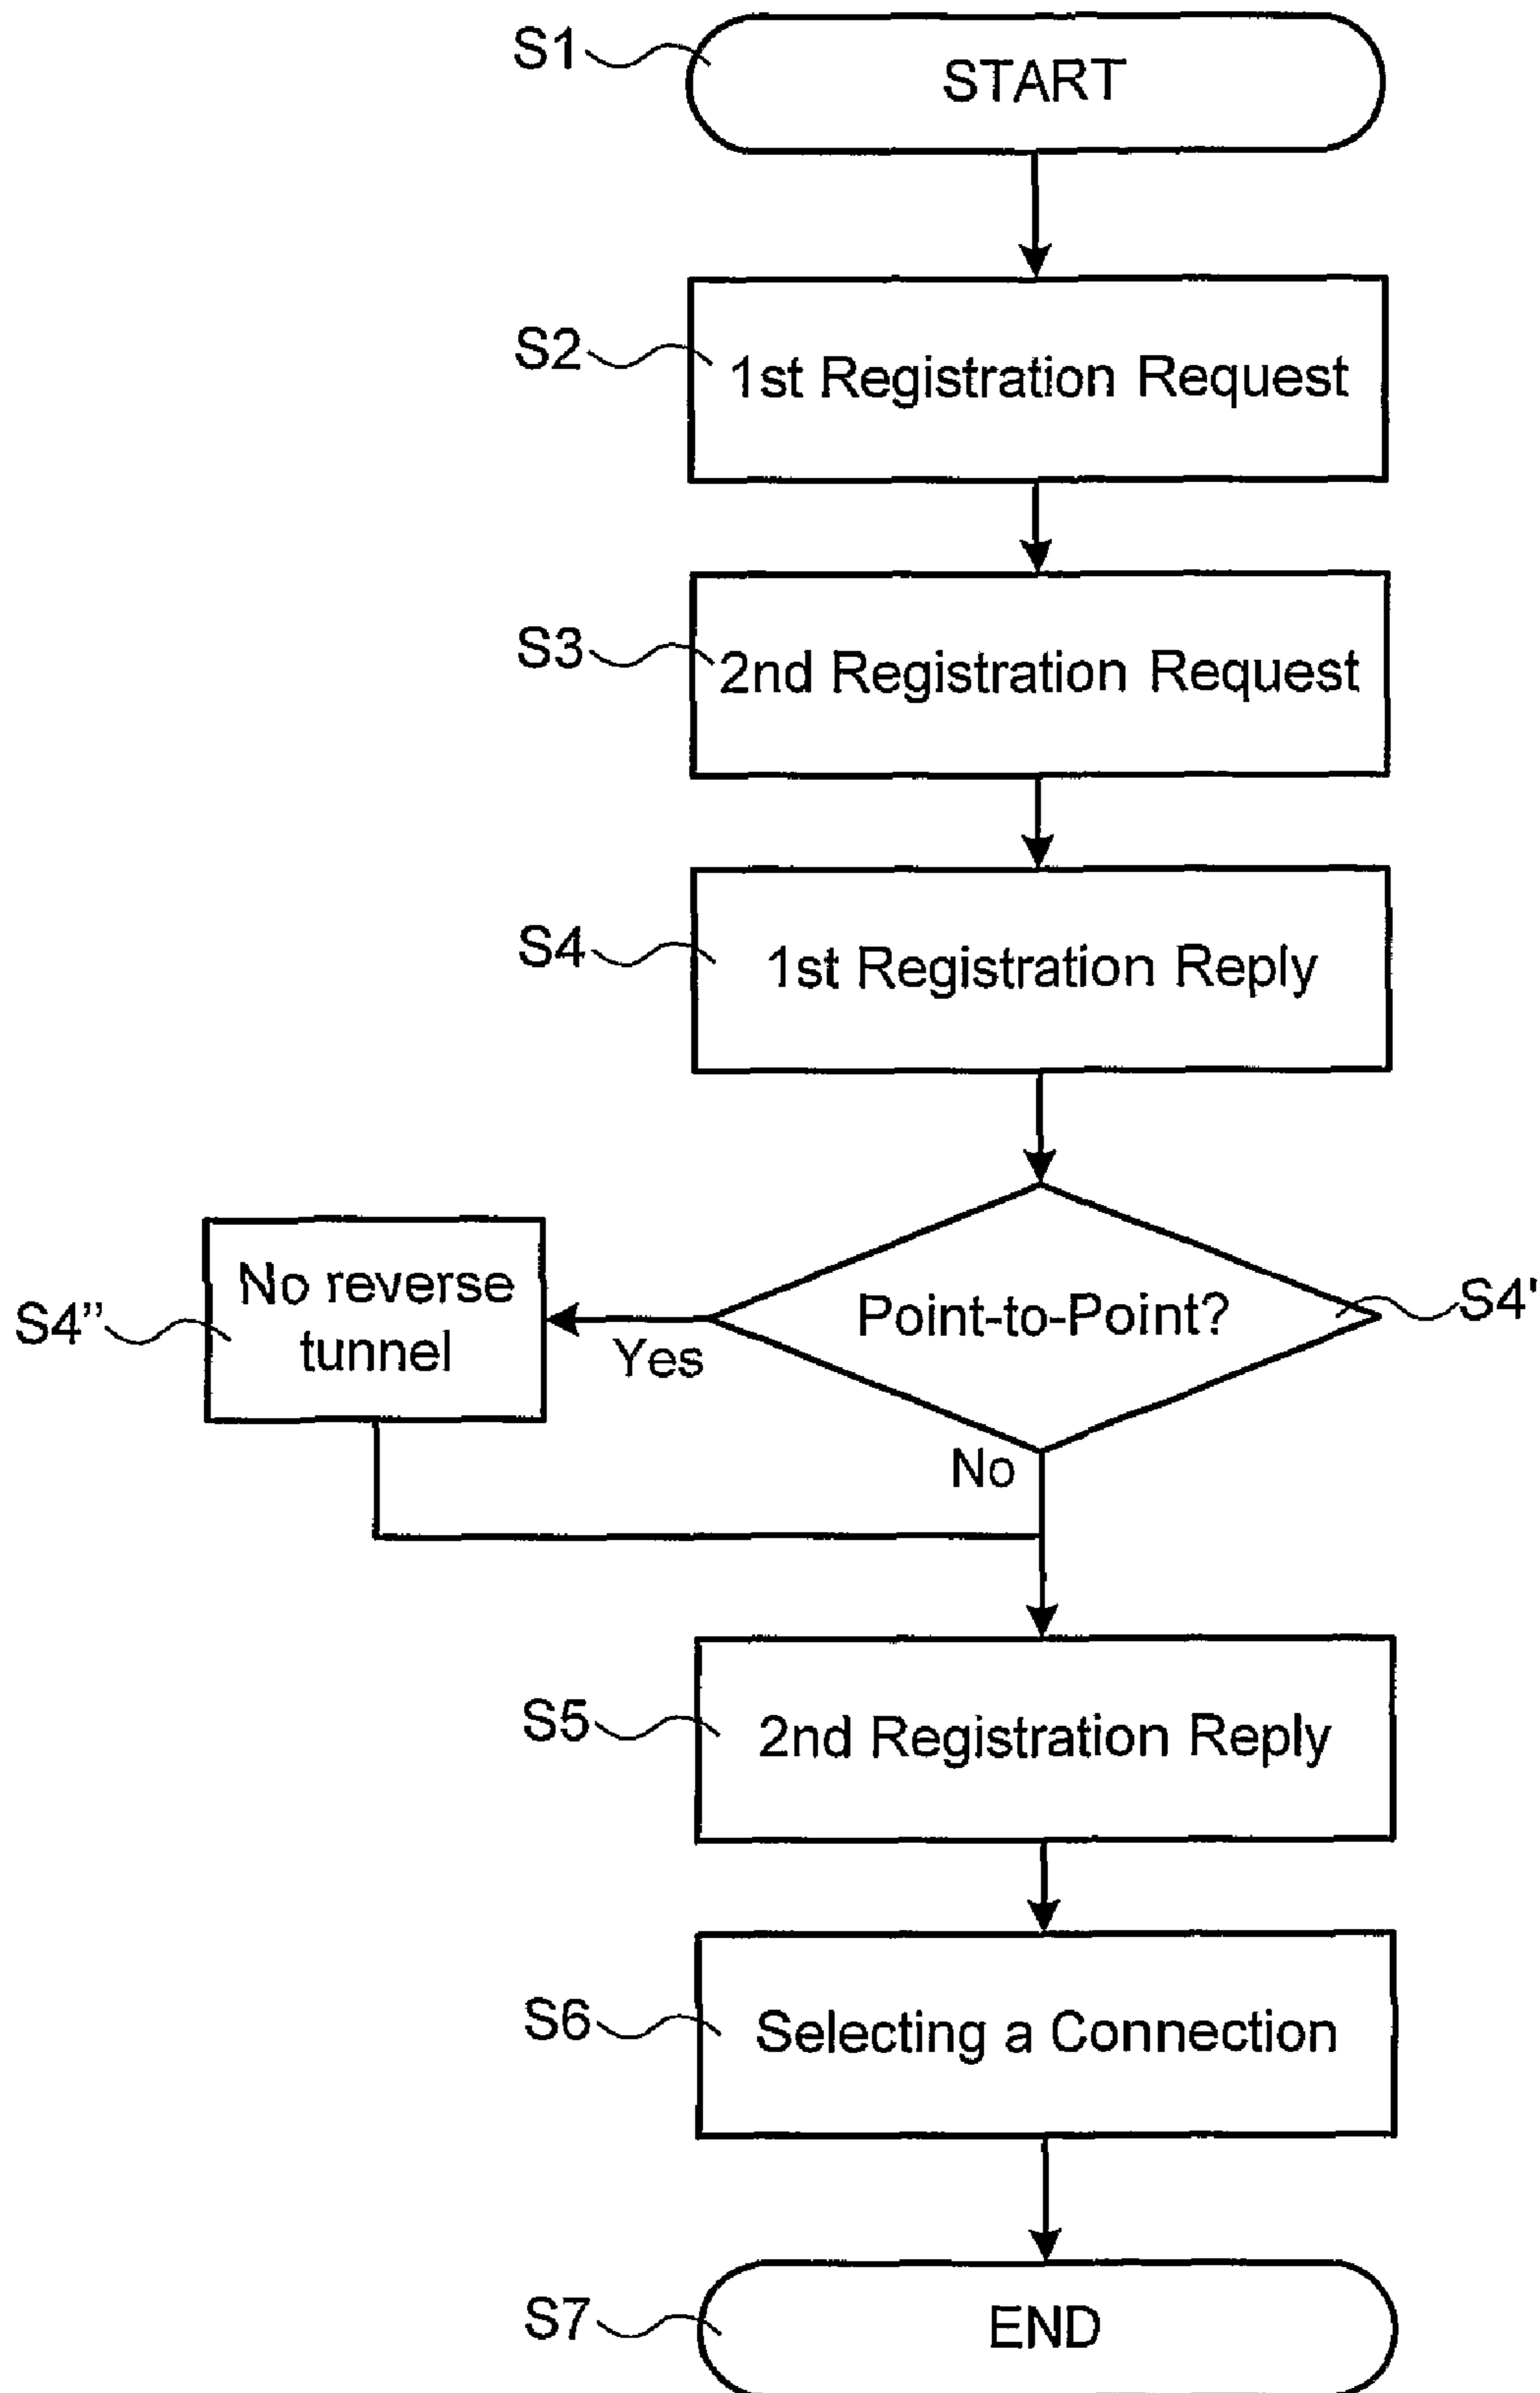 S1
START
S2
1st Registration Request
S3
2nd Registration Request
S4
1st Registration Reply
S4''
No reverse
tunnel
Yes
Point-to-Point?
S4'
No
S5
2nd Registration Reply
S6
Selecting a Connection
S7
END